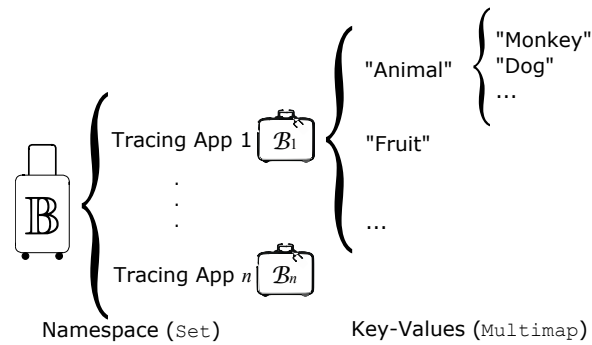 "Monkey"
"Animal" "Dog"
...
Tracing App 1 ℬ1 "Fruit"
𝔹
.
.
.
...
Tracing App n ℬn
Namespace (Set) Key-Values (Multimap)